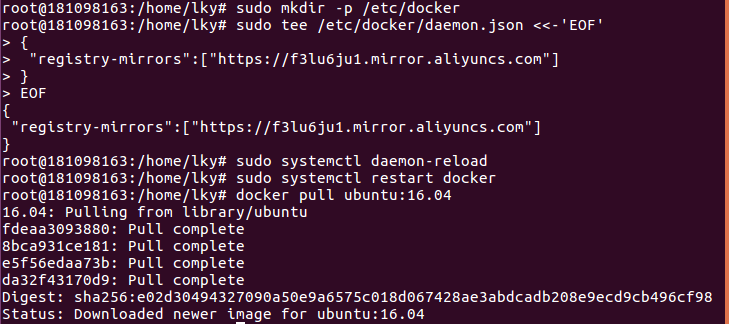 root@181098163:/home/lky# sudo mkdir -p /etc/docker
root@181098163:/home/lky# sudo tee /etc/docker/daemon.json <<-'EOF'
> {
>  "registry-mirrors":["https://f3lu6ju1.mirror.aliyuncs.com"]
> }
> EOF
{
 "registry-mirrors":["https://f3lu6ju1.mirror.aliyuncs.com"]
}
root@181098163:/home/lky# sudo systemctl daemon-reload
root@181098163:/home/lky# sudo systemctl restart docker
root@181098163:/home/lky# docker pull ubuntu:16.04
16.04: Pulling from library/ubuntu
fdeaa3093880: Pull complete
8bca931ce181: Pull complete
e5f56edaa73b: Pull complete
da32f43170d9: Pull complete
Digest: sha256:e02d30494327090a50e9a6575c018d067428ae3abdcadb208e9ecd9cb496cf98
Status: Downloaded newer image for ubuntu:16.04